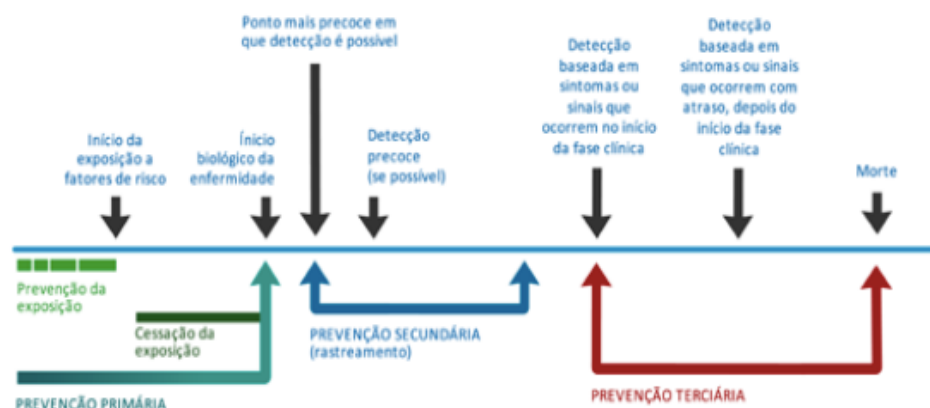 Ponto mais precoce em
que detecção é possível
Início da
exposição a
fatores de risco
Ínicio
biológico da
enfermidade
Detecção
precoce
(se possível)
Detecção
baseada em
sintomas ou
sinais que
ocorrem no início
da fase clínica
Detecção
baseada em
sintomas ou sinais
que ocorrem com
atraso, depois do
início da fase
clínica
Morte
Prevenção da
exposição
Cessação da
exposição
PREVENÇÃO PRIMÁRIA
PREVENÇÃO SECUNDÁRIA
(rastreamento)
PREVENÇÃO TERCIÁRIA